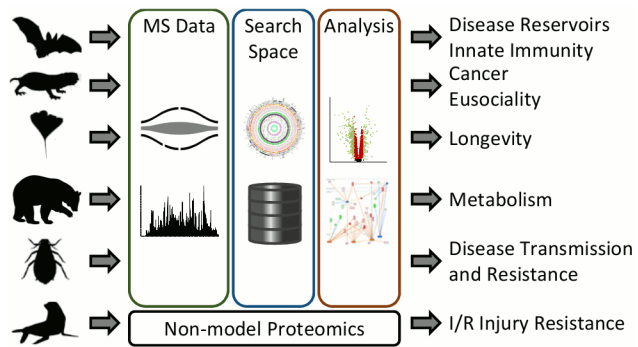 MS Data
Search
Space
Analysis
Disease Reservoirs
Innate Immunity
Cancer
Eusociality
Longevity
Metabolism
Disease Transmission
and Resistance
Non-model Proteomics
I/R Injury Resistance